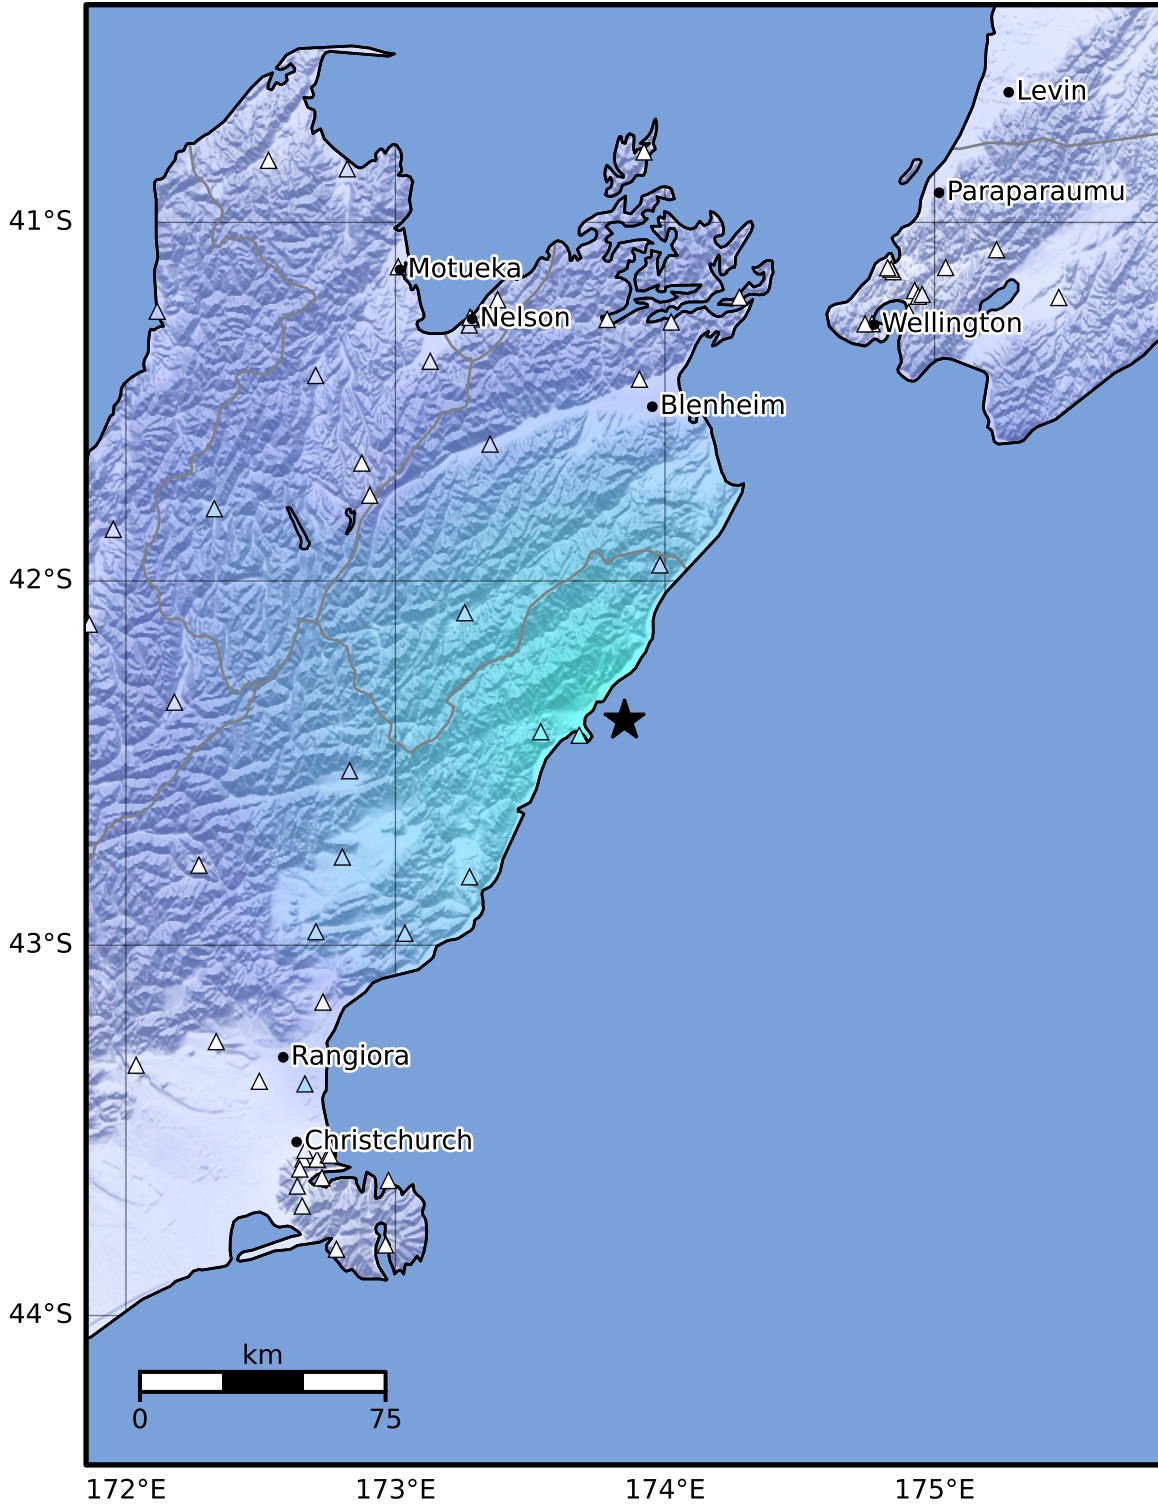 Levin
Paraparaumu
41°S
Motueka
Nelson
Wellington
Blenheim
42°S
43°S
Rangiora
Christchurch
44°S
km
0
75
172°E
173°E
174°E
175°E